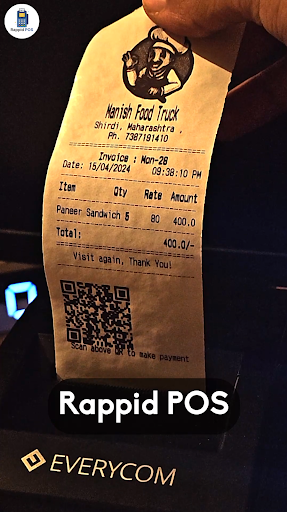 Rappid POS
Manish Food Truck
Shirdi, Maharashtra ,
Ph. 7387191410
Invoice : Mon-28
Date: 15/04/2024 09:38:10 PM
Item Qty Rate Amount
Paneer Sandwich 5 80 400.0
Total: 400.0/-
Visit again, Thank You!
Scan above QR to make payment
Rappid POS
EVERYCOM